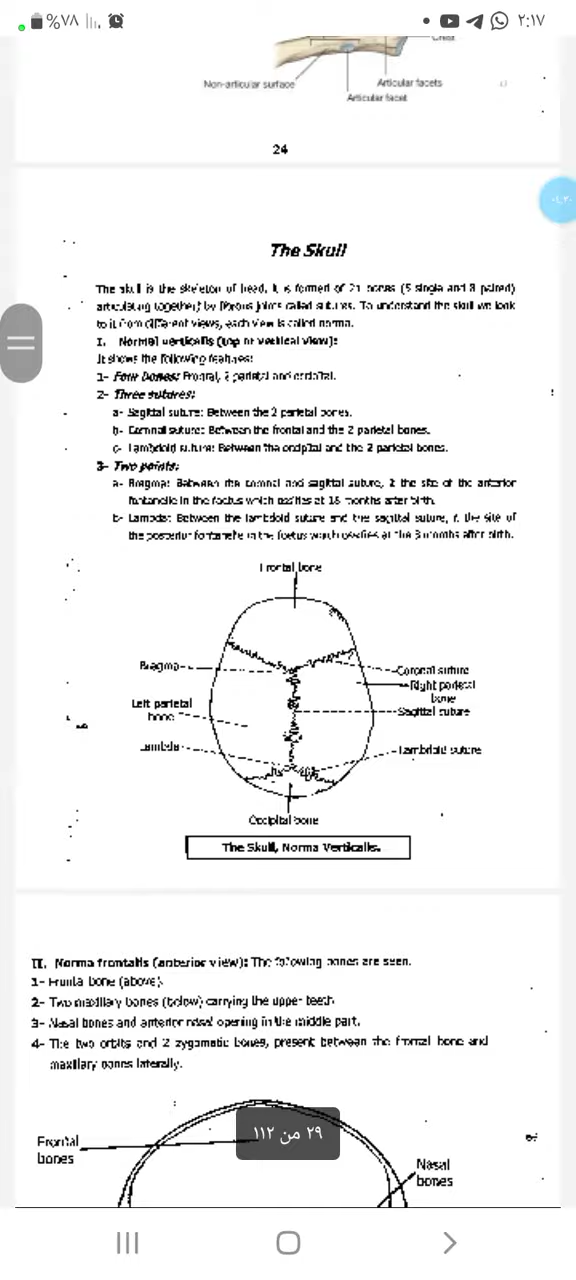 %٧٨
٢:١٧
Crest
Non-articular surface
Articular facets
Articular facet
24
The Skull
The skull is the skeleton of head, it is formed of 21 bones (5 single and 8 paired)
articulating together) by fibrous joints called sutures. To understand the skull we look
to it from different views, each view is called norma.
I. Normal verticalis (top or vertical view):
It shows the following features:
1- Four bones: Frontal, 2 parietal and occipital.
2- Three sutures:
a- Sagittal suture: Between the 2 parietal bones.
b- Coronal suture: Between the frontal and the 2 parietal bones.
c- Lambdoid suture: Between the occipital and the 2 parietal bones.
3- Two points:
a- Bregma: Between the coronal and sagittal suture, the site of the anterior
fontanelle in the foetus which ossifies at 18 months after birth.
b- Lambda: Between the lambdoid suture and the sagittal suture, the site of
the posterior fontanelle in the foetus which ossifies at the 3 months after birth.
Frontal bone
Bregma
Coronal suture
Right parietal
bone
Left parietal
bone
Sagittal suture
Lambda
Lambdoid suture
Occipital bone
The Skull, Norma Verticalis.
II. Norma frontalis (anterior view): The following bones are seen.
1- Frontal bone (above).
2- Two maxillary bones (below) carrying the upper teeth
3- Nasal bones and anterior nasal opening in the middle part.
4- The two orbits and 2 zygomatic bones, present between the frontal bone and
maxillary bones laterally.
٢٩ من ١١٢
Frontal
bones
Nasal
bones